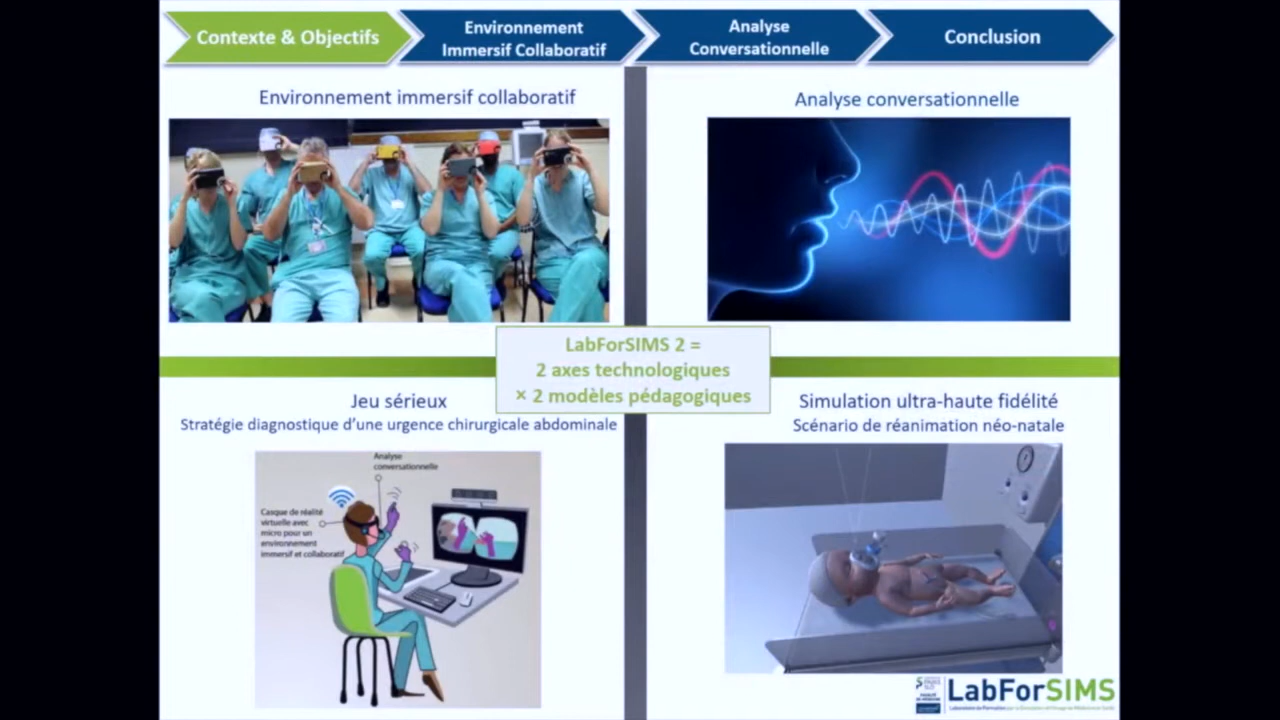 Contexte & Objectifs
Environnement
Immersif Collaboratif
Analyse
Conversationnelle
Conclusion
Environnement immersif collaboratif
Analyse conversationnelle
LabForSIMS 2 =
2 axes technologiques
× 2 modèles pédagogiques
Jeu sérieux
Stratégie diagnostique d'une urgence chirurgicale abdominale
Analyse
conversationnelle
Casque de réalité
virtuelle avec
micro pour un
environnement
immersif et collaboratif
Simulation ultra-haute fidélité
Scénario de réanimation néo-natale
LabForSIMS